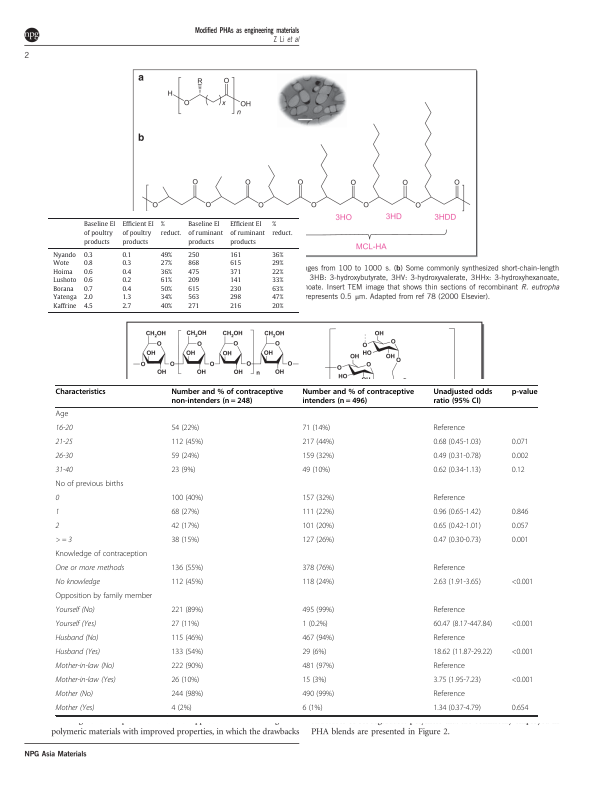 npg
Modified PHAs as engineering materials
Z Li et al
2
a
R
O
H
O
x
OH
n
b
O O O O O O O
O O O O O O O
3HO 3HD 3HDD
MCL-HA
Baseline EI of poultry products | Efficient EI of poultry products | % reduct. | Baseline EI of ruminant products | Efficient EI of ruminant products | % reduct.
Nyando 0.3 0.1 49% 250 161 36%
Wote 0.8 0.3 27% 868 615 29%
Hoima 0.6 0.4 36% 475 371 22%
Lushoto 0.6 0.2 61% 209 141 33%
Borana 0.7 0.4 50% 615 230 63%
Yatenga 2.0 1.3 34% 563 298 47%
Kaffrine 4.5 2.7 40% 271 216 20%
ges from 100 to 1000 s. (b) Some commonly synthesized short-chain-length
3HB: 3-hydroxybutyrate, 3HV: 3-hydroxyvalerate, 3HHx: 3-hydroxyhexanoate,
noate. Insert TEM image that shows thin sections of recombinant R. eutropha
represents 0.5 μm. Adapted from ref 78 (2000 Elsevier).
CH2OH CH2OH CH2OH CH2OH
O O O O
OH OH OH OH
O O O O O
OH OH OH OH
n
OH
O
OH
OH O
HO
OH
Characteristics | Number and % of contraceptive non-intenders (n = 248) | Number and % of contraceptive intenders (n = 496) | Unadjusted odds ratio (95% CI) | p-value
Age
16-20 54 (22%) 71 (14%) Reference
21-25 112 (45%) 217 (44%) 0.68 (0.45-1.03) 0.071
26-30 59 (24%) 159 (32%) 0.49 (0.31-0.78) 0.002
31-40 23 (9%) 49 (10%) 0.62 (0.34-1.13) 0.12
No of previous births
0 100 (40%) 157 (32%) Reference
1 68 (27%) 111 (22%) 0.96 (0.65-1.42) 0.846
2 42 (17%) 101 (20%) 0.65 (0.42-1.01) 0.057
> = 3 38 (15%) 127 (26%) 0.47 (0.30-0.73) 0.001
Knowledge of contraception
One or more methods 136 (55%) 378 (76%) Reference
No knowledge 112 (45%) 118 (24%) 2.63 (1.91-3.65) <0.001
Opposition by family member
Yourself (No) 221 (89%) 495 (99%) Reference
Yourself (Yes) 27 (11%) 1 (0.2%) 60.47 (8.17-447.84) <0.001
Husband (No) 115 (46%) 467 (94%) Reference
Husband (Yes) 133 (54%) 29 (6%) 18.62 (11.87-29.22) <0.001
Mother-in-law (No) 222 (90%) 481 (97%) Reference
Mother-in-law (Yes) 26 (10%) 15 (3%) 3.75 (1.95-7.23) <0.001
Mother (No) 244 (98%) 490 (99%) Reference
Mother (Yes) 4 (2%) 6 (1%) 1.34 (0.37-4.79) 0.654
polymeric materials with improved properties, in which the drawbacks
PHA blends are presented in Figure 2.
NPG Asia Materials